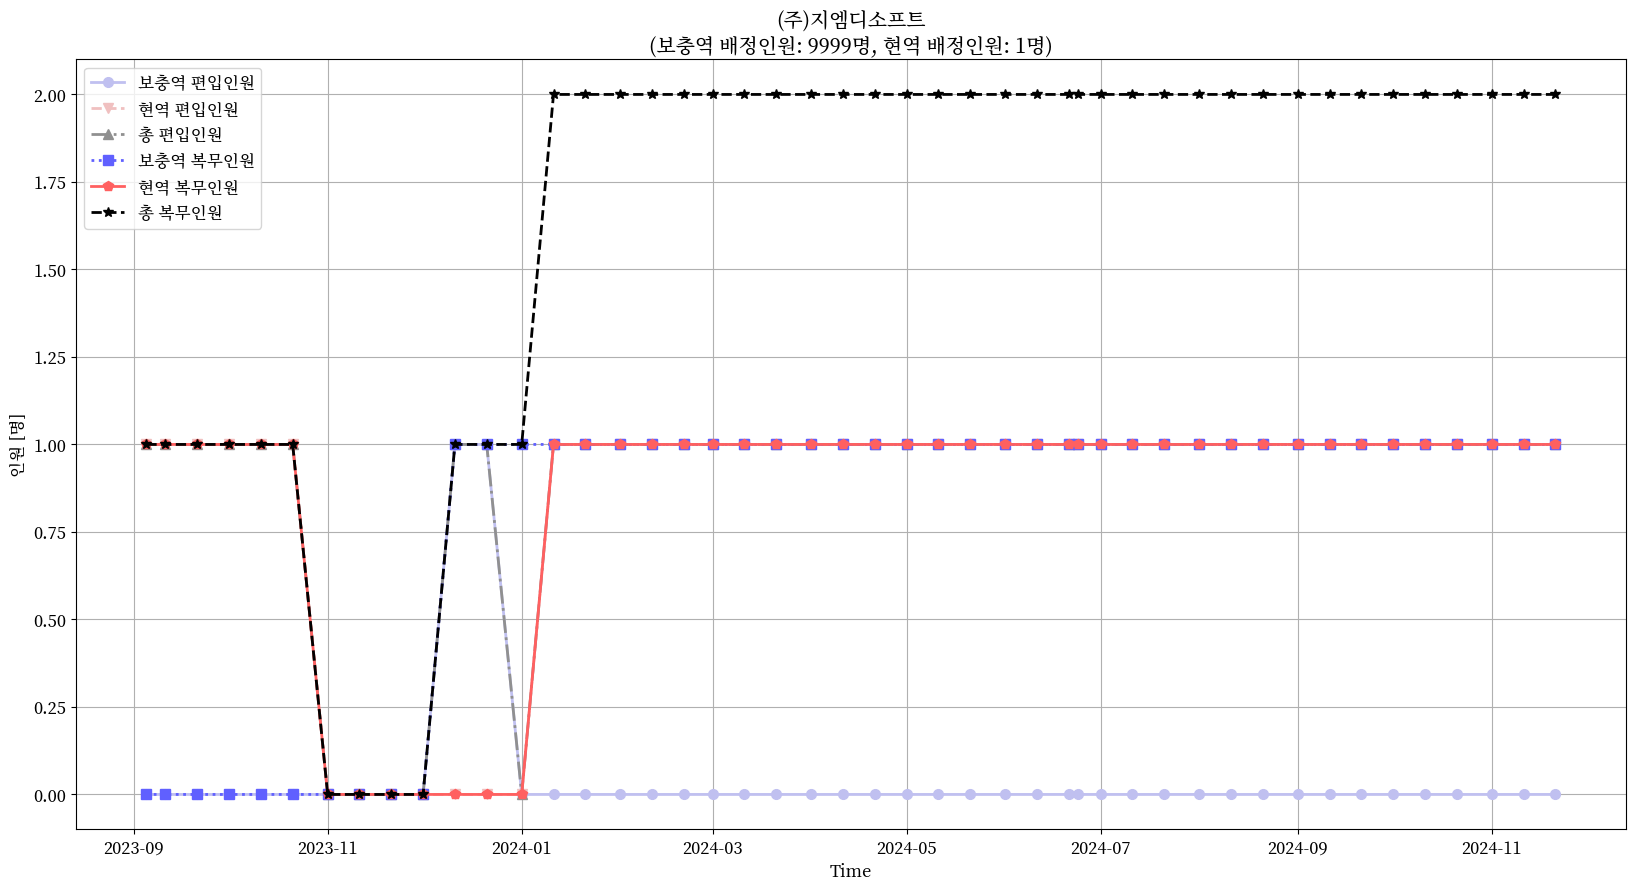 (주)지엠디소프트
(보충역 배정인원: 9999명, 현역 배정인원: 1명)
보충역 편입인원
현역 편입인원
총 편입인원
보충역 복무인원
현역 복무인원
총 복무인원
2.00
1.75
1.50
1.25
1.00
0.75
0.50
0.25
0.00
인원 [명]
2023-09 2023-11 2024-01 2024-03 2024-05 2024-07 2024-09 2024-11
Time